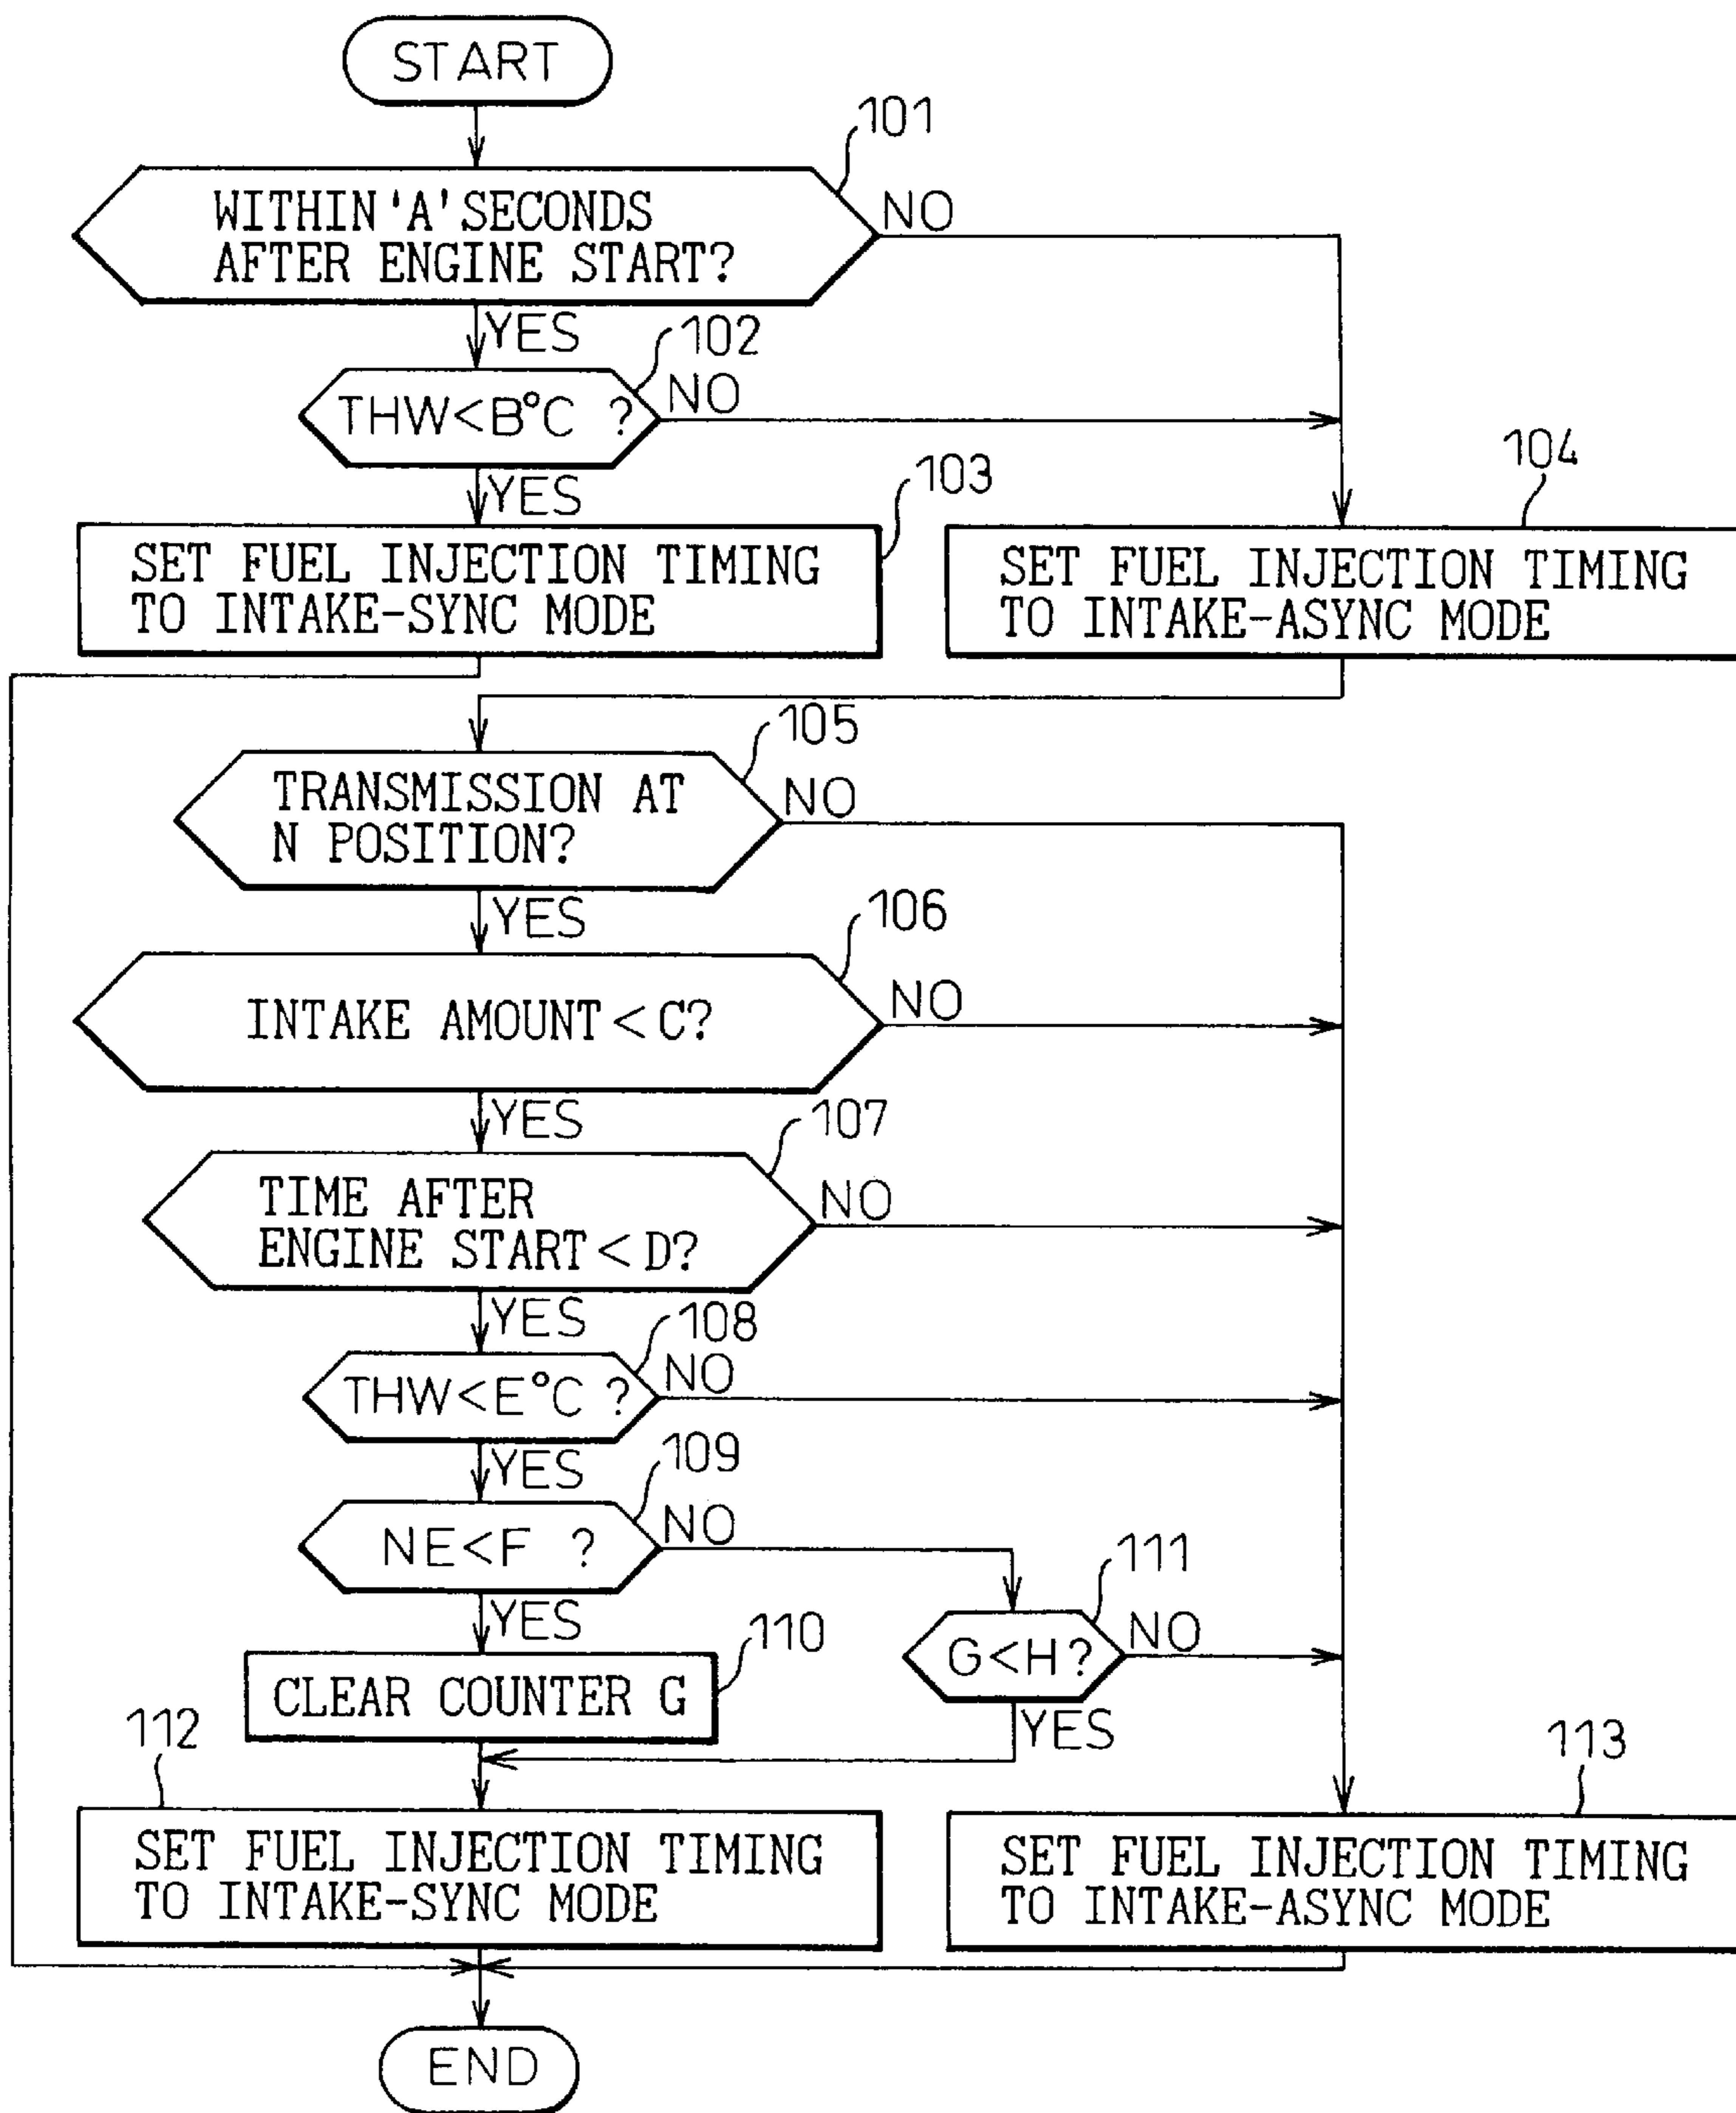 START
101
WITHIN 'A' SECONDS
AFTER ENGINE START?
NO
YES
102
THW<B°C ?
NO
YES
103
SET FUEL INJECTION TIMING
TO INTAKE-SYNC MODE
104
SET FUEL INJECTION TIMING
TO INTAKE-ASYNC MODE
105
TRANSMISSION AT
N POSITION?
NO
YES
106
INTAKE AMOUNT < C?
NO
YES
107
TIME AFTER
ENGINE START < D?
NO
YES
108
THW<E°C ?
NO
YES
109
NE<F ?
NO
YES
111
G<H?
NO
YES
110
CLEAR COUNTER G
112
SET FUEL INJECTION TIMING
TO INTAKE-SYNC MODE
113
SET FUEL INJECTION TIMING
TO INTAKE-ASYNC MODE
END